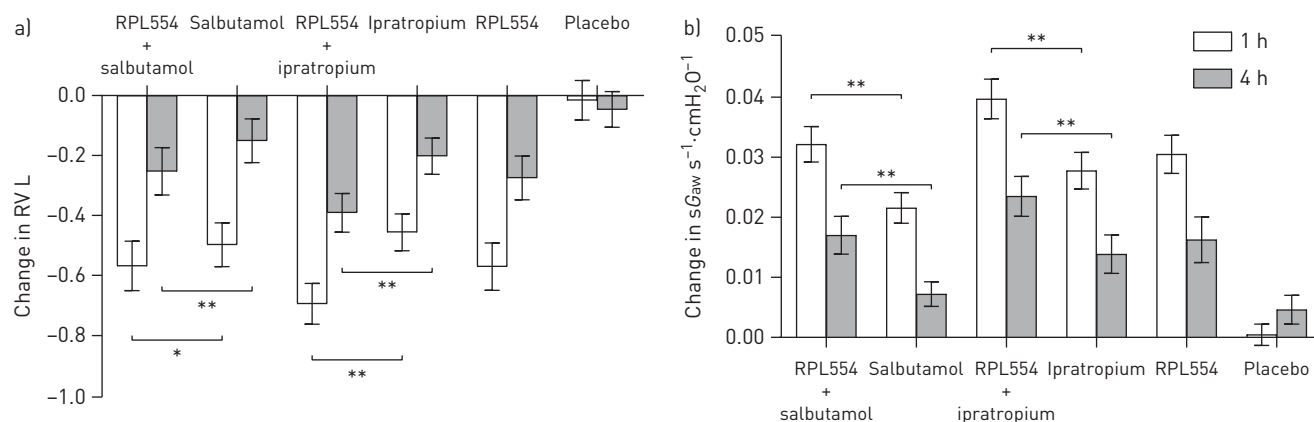 a)
RPL554 + salbutamol
Salbutamol
RPL554 + ipratropium
Ipratropium
RPL554
Placebo
Change in RV L
0.0
–0.2
–0.4
–0.6
–0.8
–1.0
**
*
**
**
b)
1 h
4 h
Change in sGaw s⁻¹·cmH₂O⁻¹
0.05
0.04
0.03
0.02
0.01
0.00
**
**
**
**
RPL554 + salbutamol
Salbutamol
RPL554 + ipratropium
Ipratropium
RPL554
Placebo